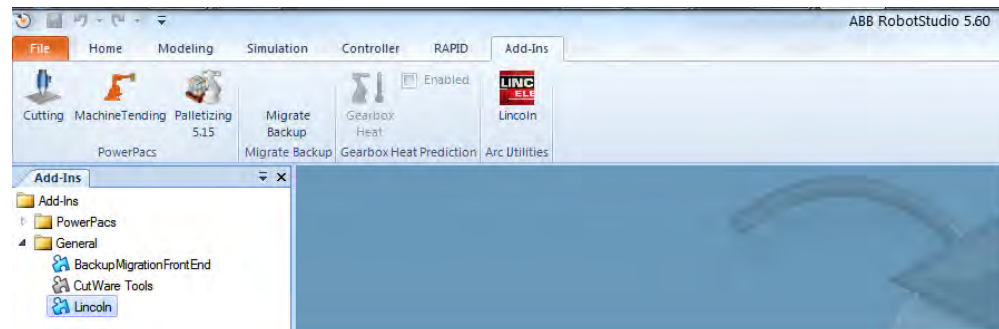 ABB RobotStudio 5.60
File Home Modeling Simulation Controller RAPID Add-Ins
Enabled
LINC
ELE
Cutting MachineTending Palletizing Migrate Gearbox Lincoln
5.15 Backup Heat
PowerPacs Migrate Backup Gearbox Heat Prediction Arc Utilities
Add-Ins
Add-Ins
PowerPacs
General
BackupMigrationFrontEnd
CutWare Tools
Lincoln